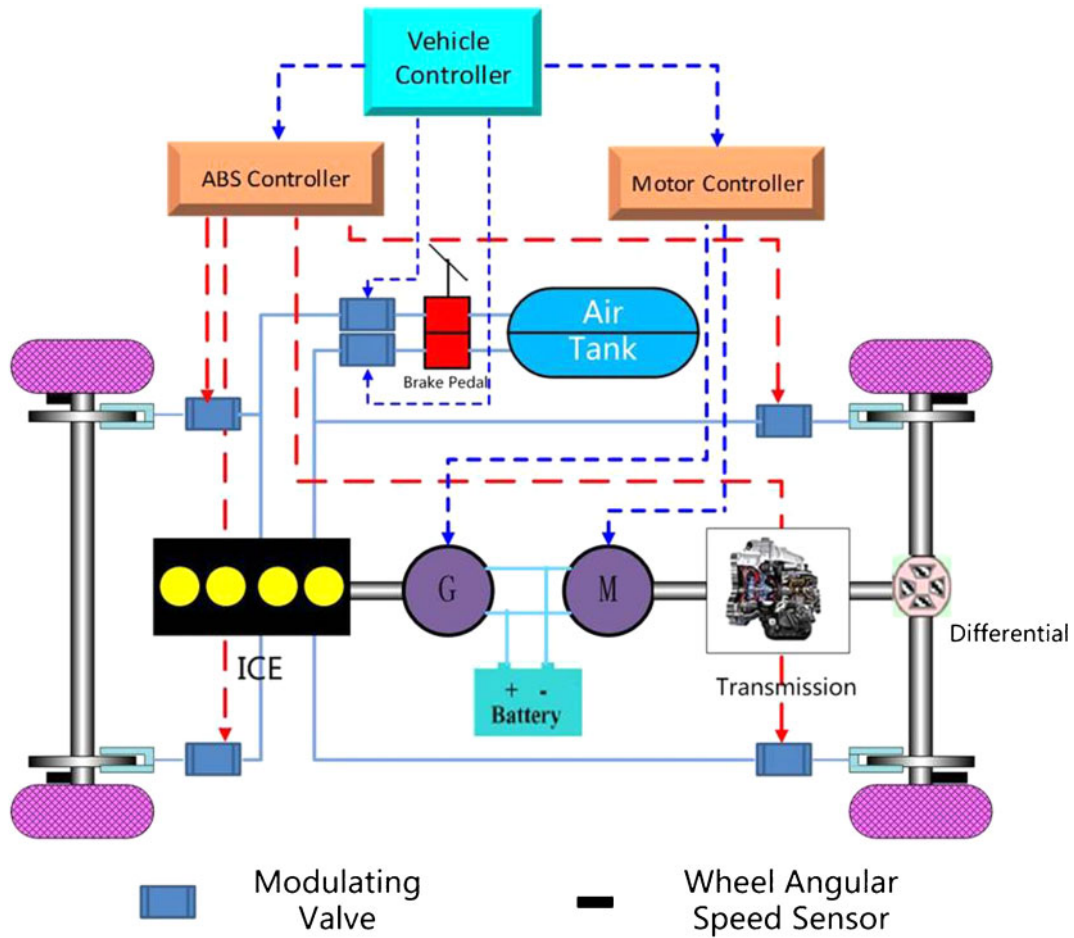 Vehicle
Controller
ABS Controller
Motor Controller
Air
Tank
Brake Pedal
G
M
Differential
ICE
Transmission
+ -
Battery
Modulating
Valve
Wheel Angular
Speed Sensor